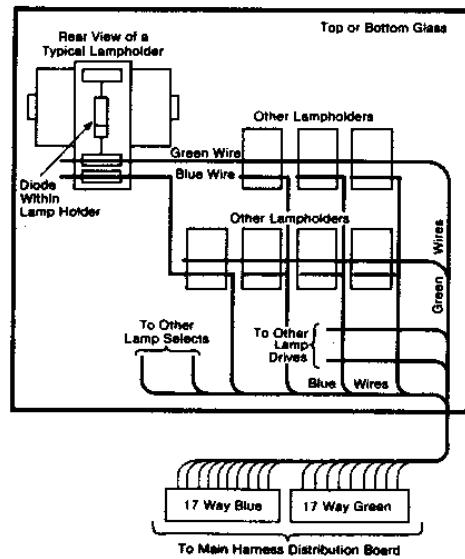 Top or Bottom Glass
Rear View of a
Typical Lampholder
Other Lampholders
Green Wire
Blue Wire
Diode
Within
Lamp Holder
Other Lampholders
Wires
Green
To Other
Lamp Selects
To Other
Lamp
Drives
Blue Wires
17 Way Blue
17 Way Green
To Main Harness Distribution Board